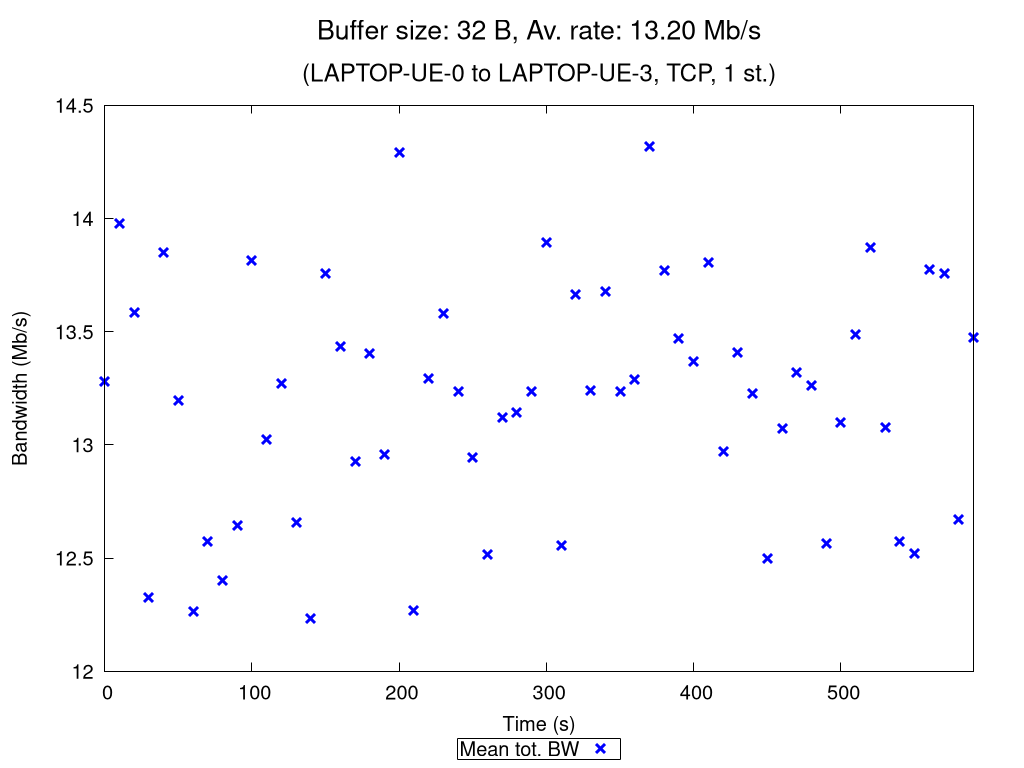 Buffer size: 32 B, Av. rate: 13.20 Mb/s
(LAPTOP-UE-0 to LAPTOP-UE-3, TCP, 1 st.)
14.5
14
13.5
13
12.5
12
Bandwidth (Mb/s)
0 100 200 300 400 500
Time (s)
Mean tot. BW